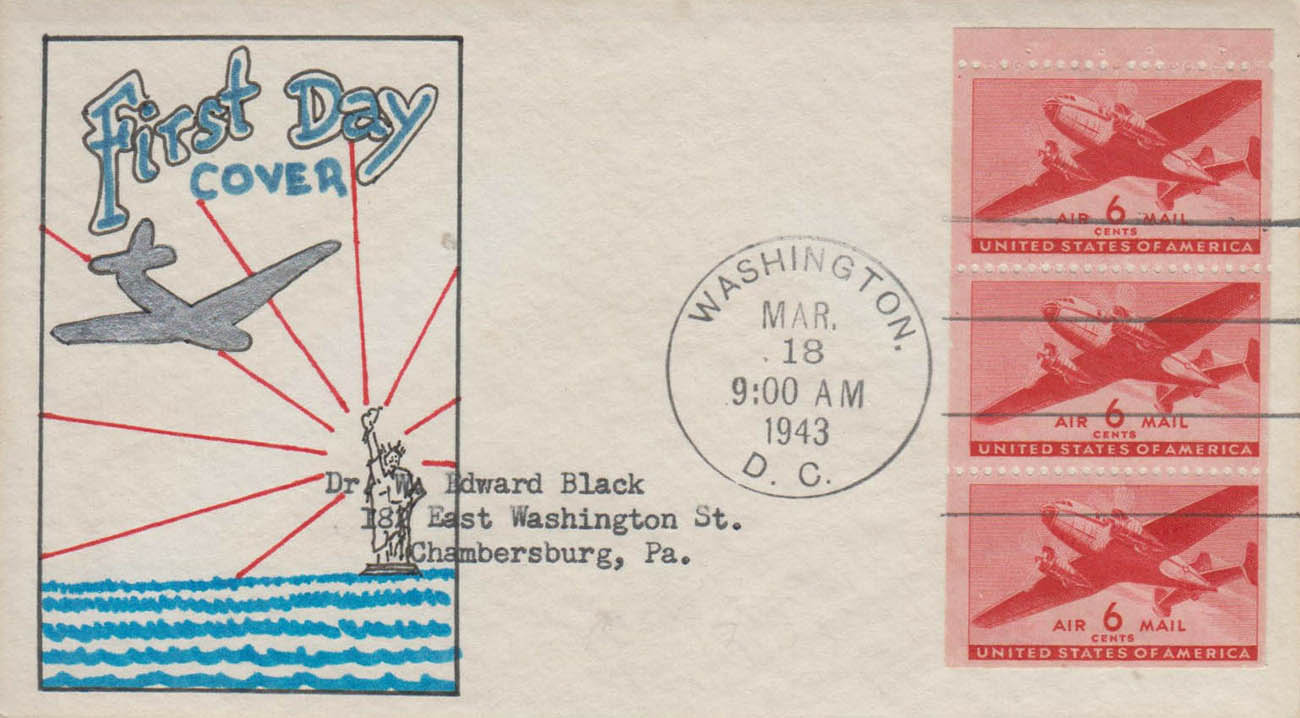 First Day
COVER
WASHINGTON.
MAR.
18
9:00 AM
1943
D. C.
Dr. Wm Edward Black
East Washington St.
Chambersburg, Pa.
AIR 6 MAIL
CENTS
UNITED STATES OF AMERICA
AIR 6 MAIL
CENTS
UNITED STATES OF AMERICA
AIR 6 MAIL
CENTS
UNITED STATES OF AMERICA